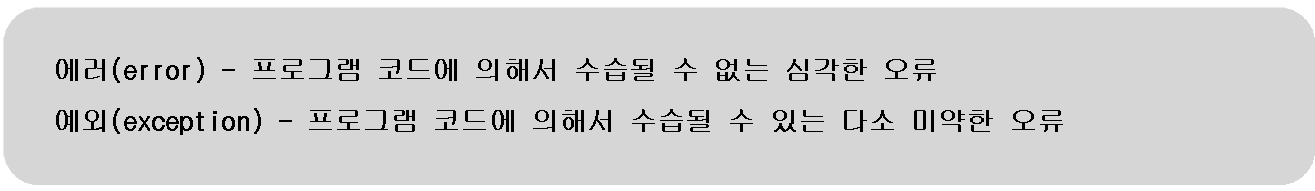 에러(error) - 프로그램 코드에 의해서 수습될 수 없는 심각한 오류
예외(exception) - 프로그램 코드에 의해서 수습될 수 있는 다소 미약한 오류